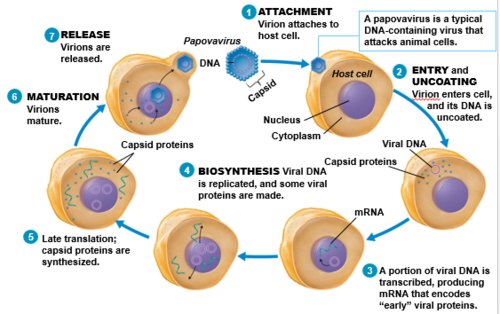 1 ATTACHMENT
Virion attaches to
host cell.
A papovavirus is a typical
DNA-containing virus that
attacks animal cells.
7 RELEASE
Virions are
released.
Papovavirus
DNA
Capsid
Host cell
Nucleus
Cytoplasm
2 ENTRY and
UNCOATING
Virion enters cell,
and its DNA is
uncoated.
6 MATURATION
Virions
mature.
Capsid proteins
Viral DNA
Capsid proteins
4 BIOSYNTHESIS Viral DNA
is replicated, and some viral
proteins are made.
mRNA
5 Late translation;
capsid proteins are
synthesized.
3 A portion of viral DNA is
transcribed, producing
mRNA that encodes
“early” viral proteins.